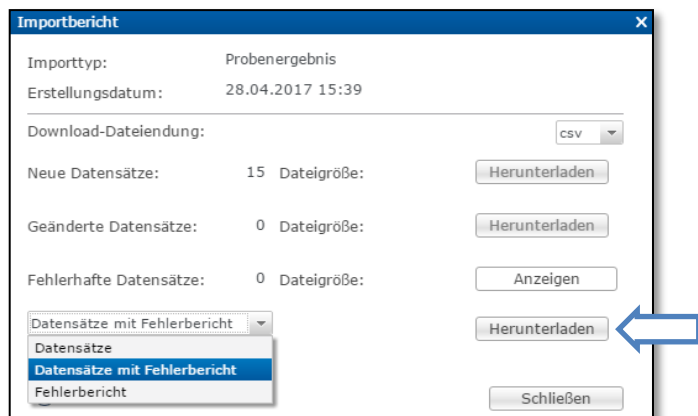 Importbericht X
Importtyp: Probenergebnis
Erstellungsdatum: 28.04.2017 15:39
Download-Dateiendung: csv
Neue Datensätze: 15 Dateigröße: Herunterladen
Geänderte Datensätze: 0 Dateigröße: Herunterladen
Fehlerhafte Datensätze: 0 Dateigröße: Anzeigen
Datensätze mit Fehlerbericht Herunterladen
Datensätze
Datensätze mit Fehlerbericht
Fehlerbericht
Schließen